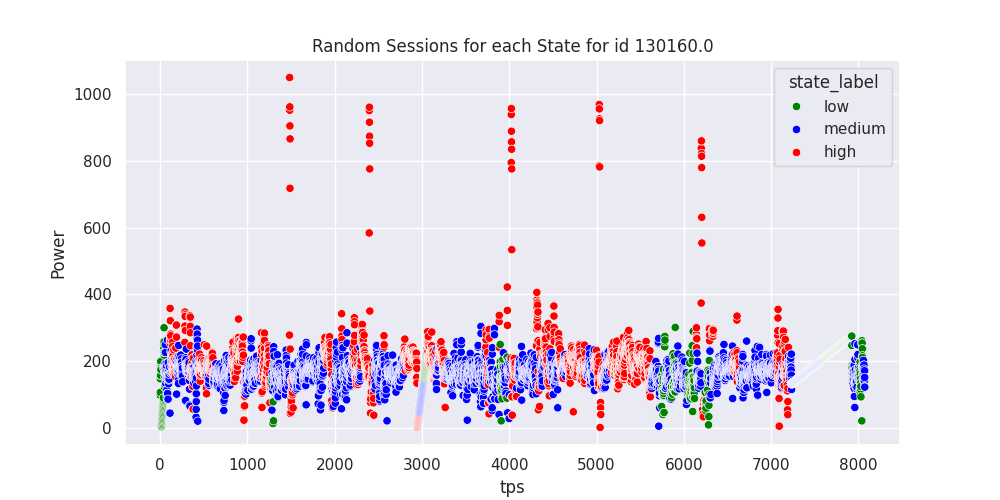 Random Sessions for each State for id 130160.0
state_label
low
medium
high
Power
1000
800
600
400
200
0
0 1000 2000 3000 4000 5000 6000 7000 8000
tps